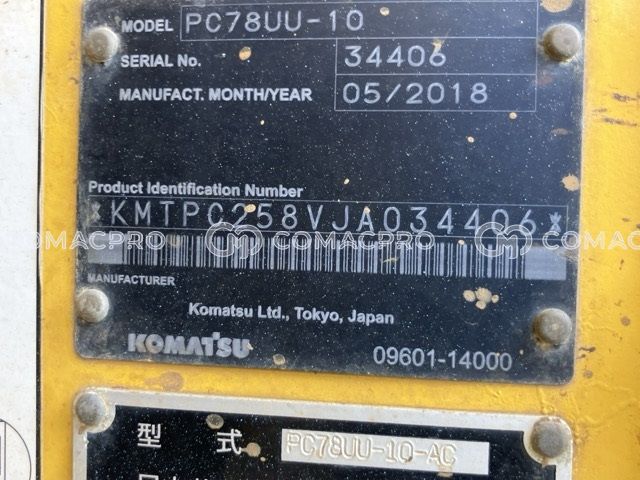 MODEL PC78UU-10
SERIAL No. 34406
MANUFACT. MONTH/YEAR 05/2018
Product Identification Number
*KMTPC258VJA034406*
COMACPRO COMACPRO COMACPRO
MANUFACTURER
Komatsu Ltd., Tokyo, Japan
KOMATSU 09601-14000
型 式 PC78UU-10-AC